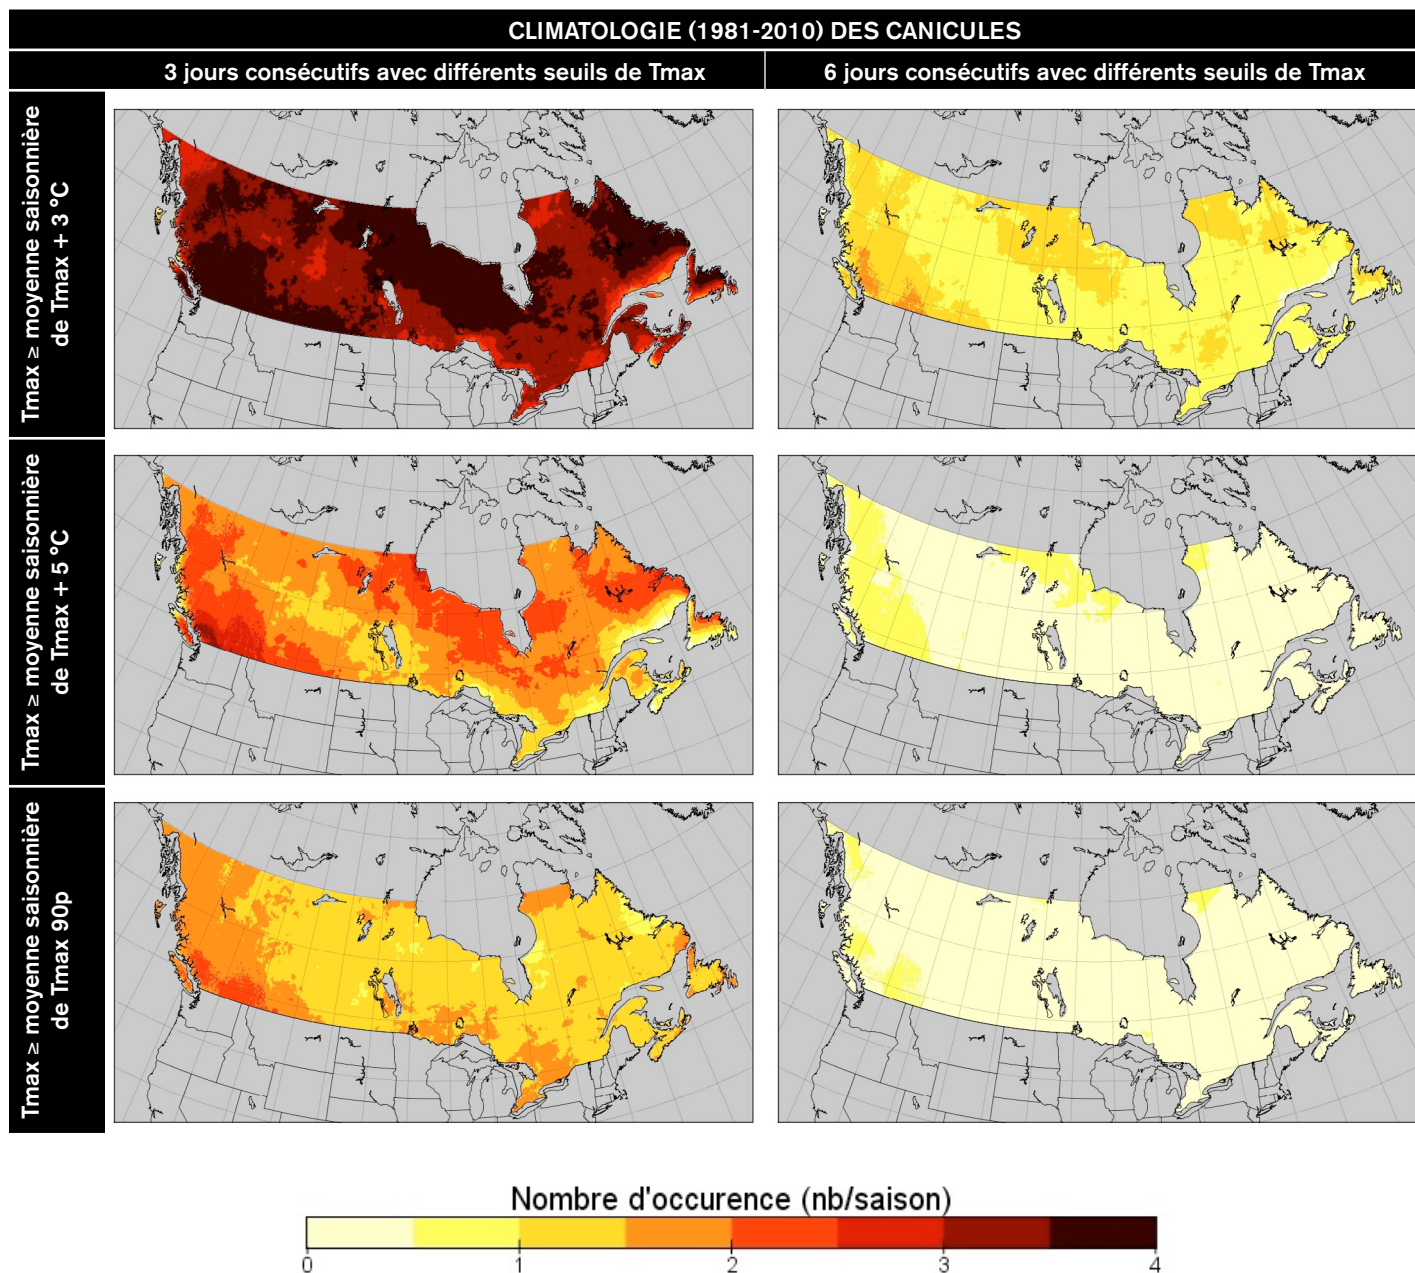 CLIMATOLOGIE (1981-2010) DES CANICULES
3 jours consécutifs avec différents seuils de Tmax
6 jours consécutifs avec différents seuils de Tmax
Tmax ≥ moyenne saisonnière
de Tmax + 3 °C
Tmax ≥ moyenne saisonnière
de Tmax + 5 °C
Tmax ≥ moyenne saisonnière
de Tmax 90p
Nombre d'occurence (nb/saison)
0 1 2 3 4